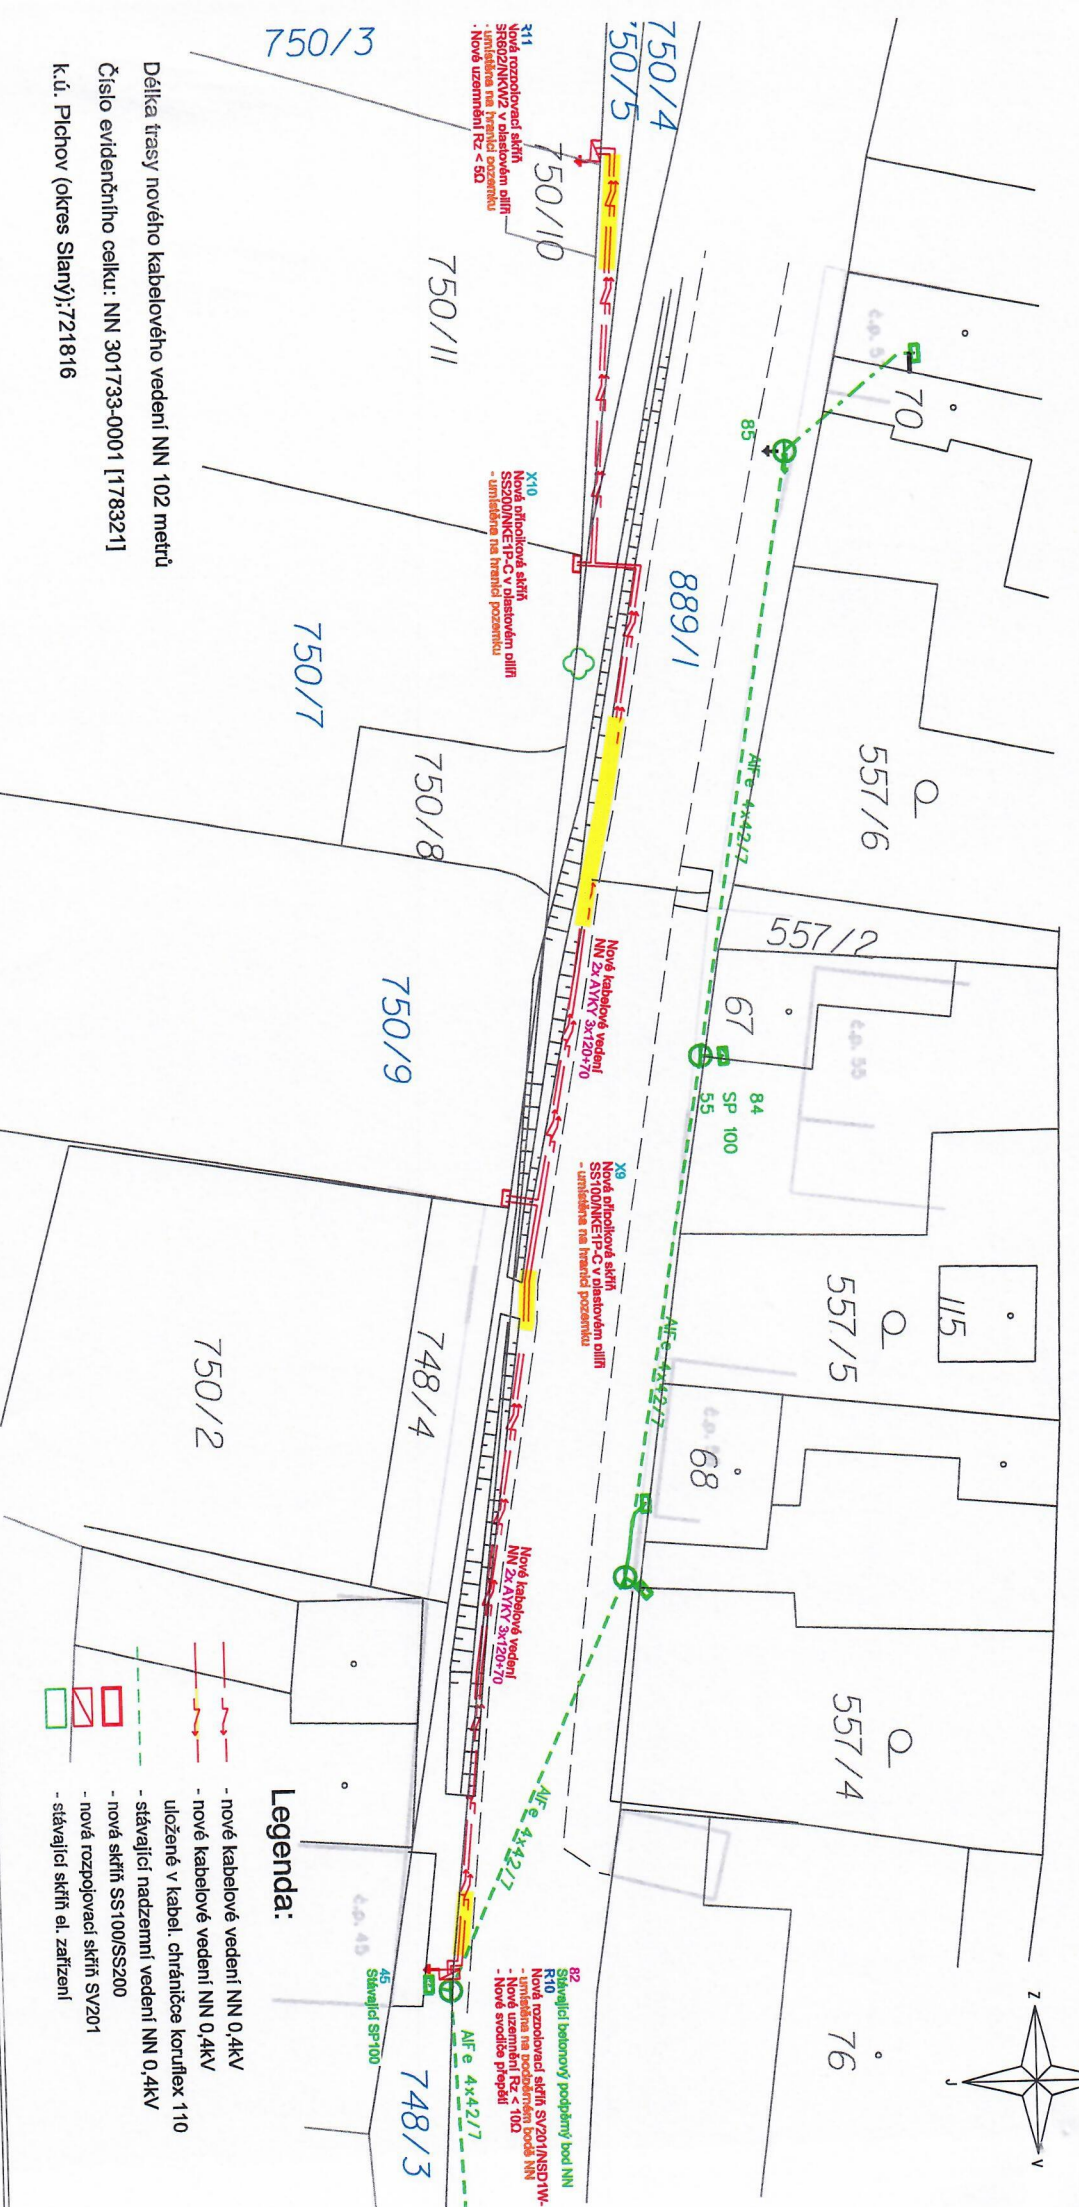 750/3
750/4
750/5
R11
Nová rozpojovací skříň
SR602/NKW2 v plastovém pilíři
- umístěna na hranici pozemku
- Nové uzemnění Rz < 5Ω
750/10
750/11
X10
Nová přípojková skříň
SS200/NKE1P-C v plastovém pilíři
- umístěna na hranici pozemku
750/7
750/8
750/9
889/1
85
70
č.p. 5
AlFe 4x42/7
557/6
557/2
67
č.p. 55
84
SP 100
55
Nové kabelové vedení
NN 2x AYKY 3x120+70
X9
Nová přípojková skříň
SS100/NKE1P-C v plastovém pilíři
- umístěna na hranici pozemku
AlFe 4x42/7
115
557/5
č.p.
68
748/4
750/2
Nové kabelové vedení
NN 2x AYKY 3x120+70
557/4
AlFe 4x42/7
76
82
Stávající betonový podpěrný bod NN
R10
Nová rozpojovací skříň SV201/NSD1W-
- umístěna na podpěrném bodě NN
- Nové uzemnění Rz < 10Ω
- Nové svodiče přepětí
AlFe 4x42/7
748/3
45
Stávající SP100
č.p. 45
Z
J
V
Délka trasy nového kabelového vedení NN 102 metrů
Číslo evidenčního celku: NN 301733-0001 [178321]
k.ú. Plchov (okres Slaný);721816
Legenda:
- nové kabelové vedení NN 0,4kV
- nové kabelové vedení NN 0,4kV
uložené v kabel. chráničce koruflex 110
- stávající nadzemní vedení NN 0,4kV
- nová skříň SS100/SS200
- nová rozpojovací skříň SV201
- stávající skříň el. zařízení